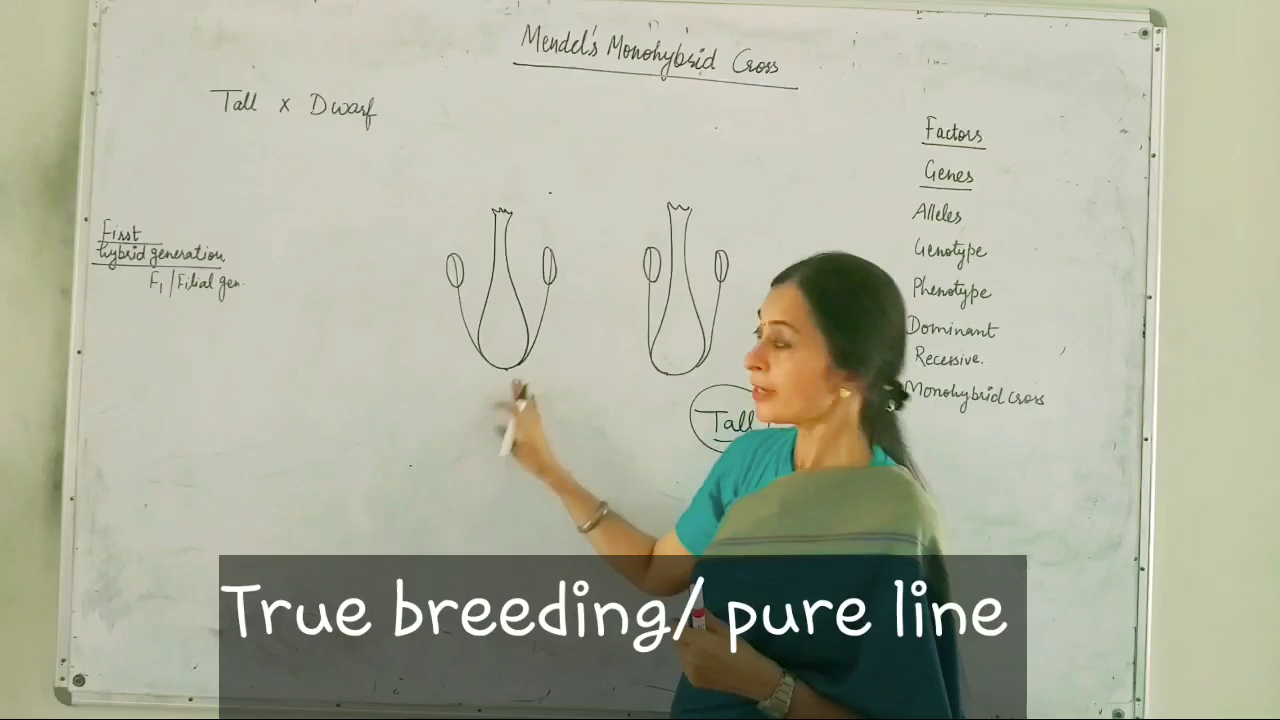 Mendel's Monohybrid Cross
Tall x Dwarf
First
hybrid generation
F1/Filial gen.
Factors
Genes
Alleles
Genotype
Phenotype
Dominant
Recessive.
Monohybrid cross
Tall
True breeding/ pure line